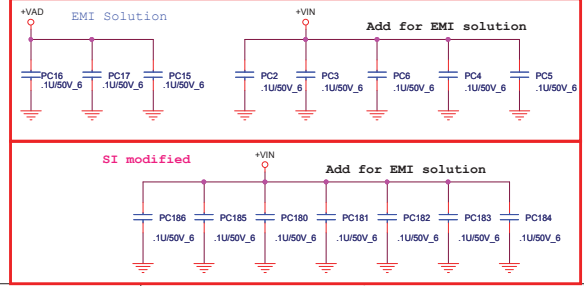 +VAD EMI Solution +VIN Add for EMI solution
PC16 PC17 PC15 PC2 PC3 PC6 PC4 PC5
.1U/50V_6 .1U/50V_6 .1U/50V_6 .1U/50V_6 .1U/50V_6 .1U/50V_6 .1U/50V_6 .1U/50V_6
SI modified +VIN Add for EMI solution
PC186 PC185 PC180 PC181 PC182 PC183 PC184
.1U/50V_6 .1U/50V_6 .1U/50V_6 .1U/50V_6 .1U/50V_6 .1U/50V_6 .1U/50V_6